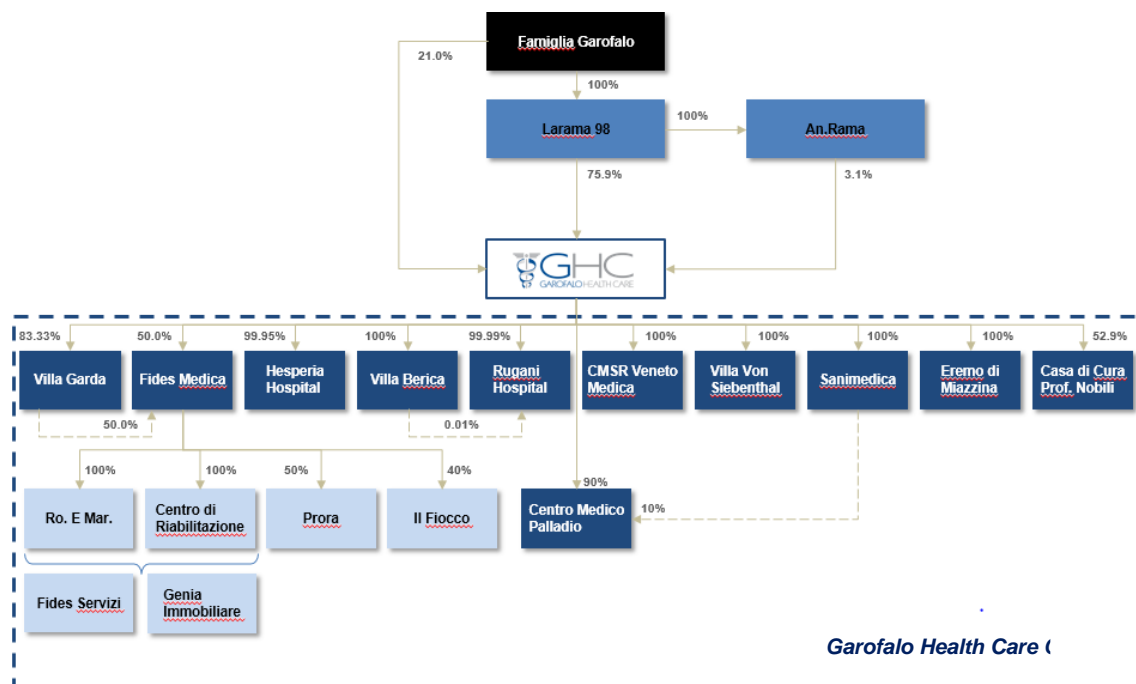 Famiglia Garofalo
21.0%
100%
Larama 98
100%
An.Rama
75.9%
3.1%
GHC
GAROFALO HEALTH CARE
83.33%
50.0%
99.95%
100%
99.99%
100%
100%
100%
100%
52.9%
Villa Garda
Fides Medica
Hesperia
Hospital
Villa Berica
Rugani
Hospital
CMSR Veneto
Medica
Villa Von
Siebenthal
Sanimedica
Eremo di
Miazzina
Casa di Cura
Prof. Nobili
50.0%
0.01%
100%
100%
50%
40%
90%
Ro. E Mar.
Centro di
Riabilitazione
Prora
Il Fiocco
Centro Medico
Palladio
10%
Fides Servizi
Genia
Immobiliare
Garofalo Health Care